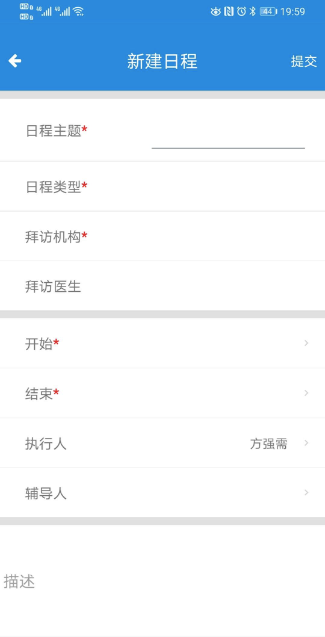 19:59
新建日程
提交
日程主题*
日程类型*
拜访机构*
拜访医生
开始*
结束*
执行人 方强需
辅导人
描述